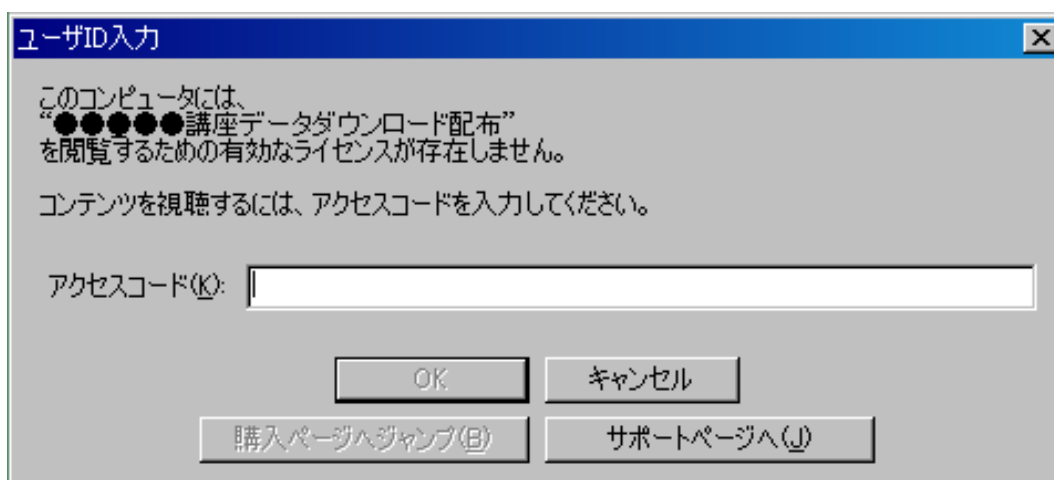 ユーザID入力
このコンピュータには、
“●●●●●講座データダウンロード配布”
を閲覧するための有効なライセンスが存在しません。
コンテンツを視聴するには、アクセスコードを入力してください。
アクセスコード(K):
OK キャンセル
購入ページへジャンプ(B) サポートページへ(J)